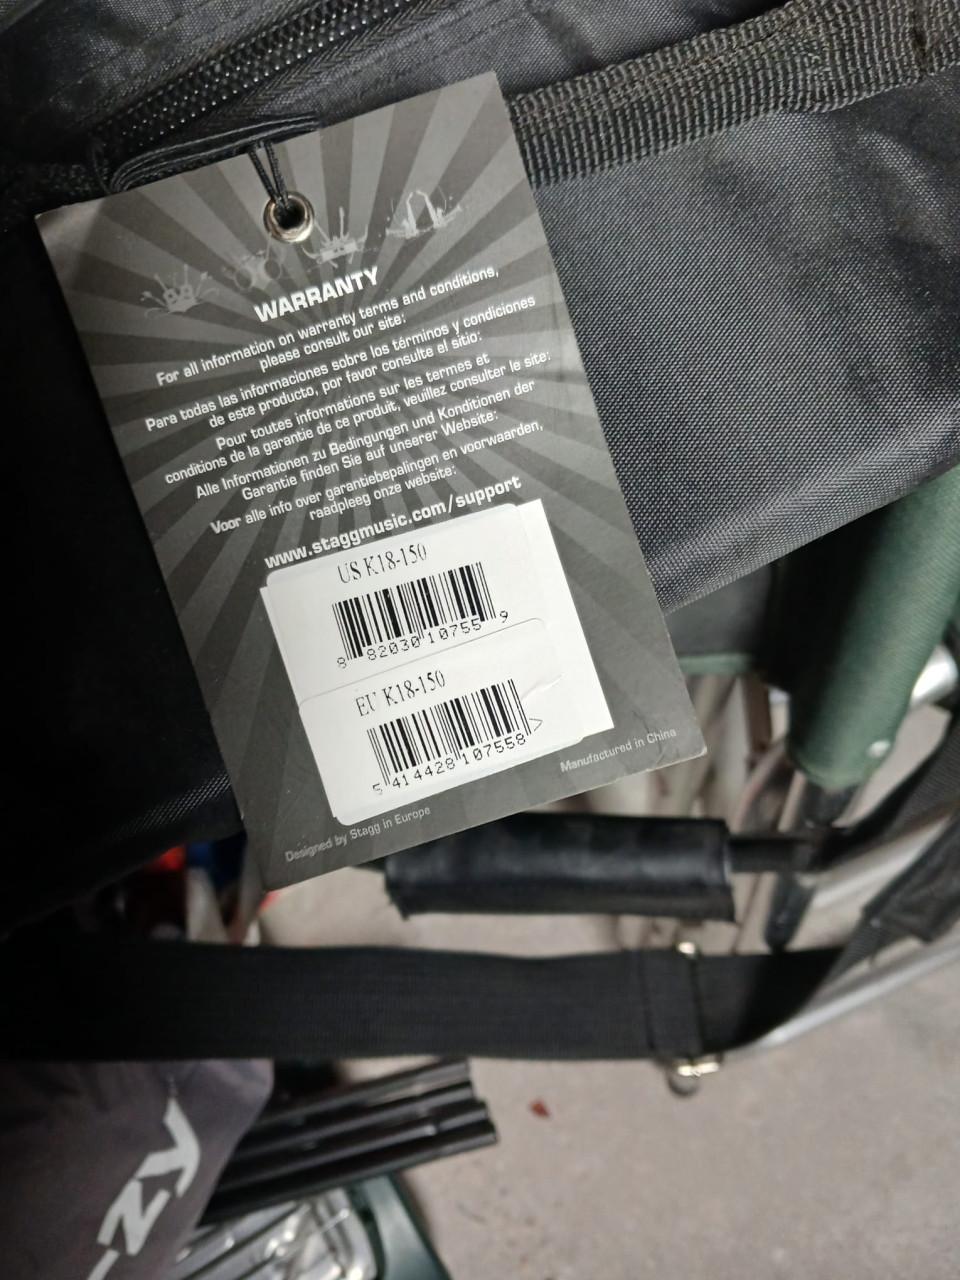 WARRANTY
For all information on warranty terms and conditions,
please consult our site:
Para todas las informaciones sobre los términos y condiciones
de este producto, por favor consulte el sitio:
Pour toutes informations sur les termes et
conditions de la garantie de ce produit, veuillez consulter le site:
Alle Informationen zu Bedingungen und Konditionen der
Garantie finden Sie auf unserer Website:
Voor alle info over garantiebepalingen en voorwaarden,
raadpleeg onze website:
www.staggmusic.com/support
US K18-150
8 82030 10755 9
EU K18-150
5 414428 107558 >
Designed by Stagg in Europe
Manufactured in China